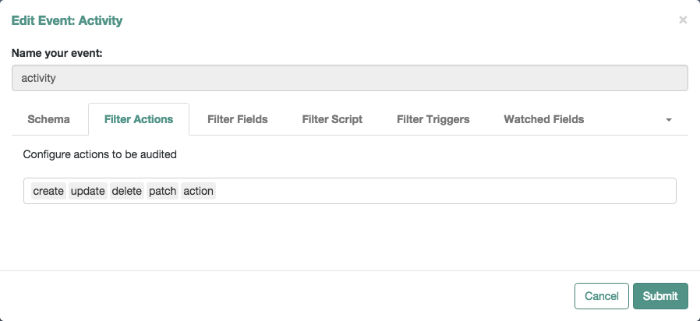 Edit Event: Activity ×
Name your event:
activity
Schema Filter Actions Filter Fields Filter Script Filter Triggers Watched Fields
Configure actions to be audited
create update delete patch action
Cancel Submit